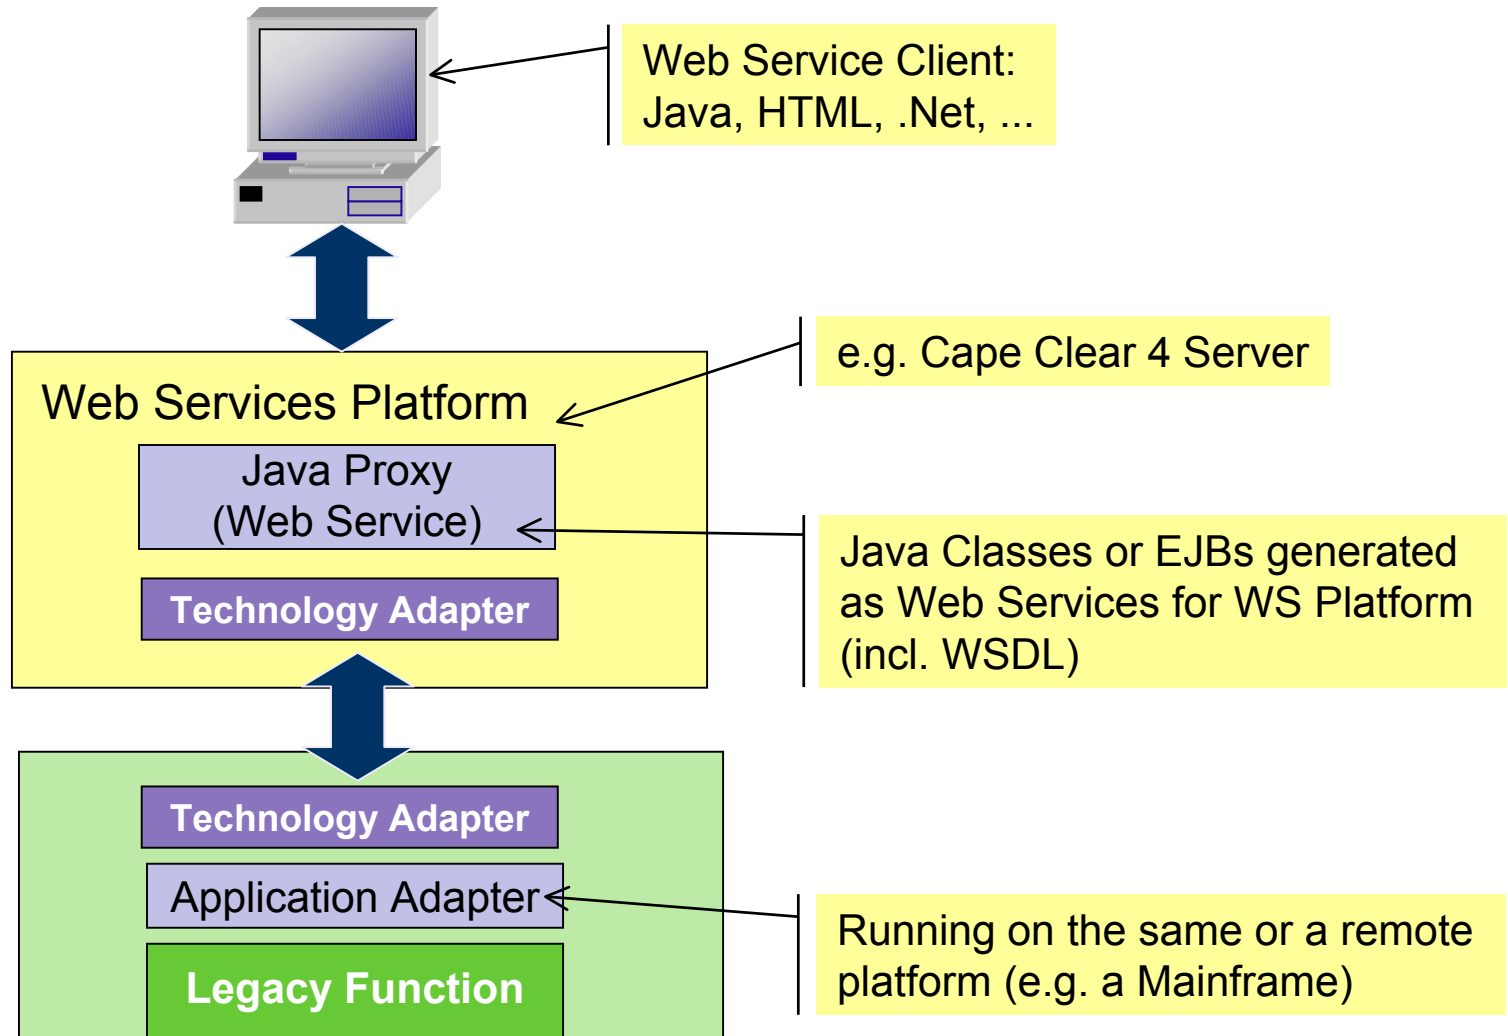 Web Service Client:
Java, HTML, .Net, ...
e.g. Cape Clear 4 Server
Web Services Platform
Java Proxy
(Web Service)
Java Classes or EJBs generated
as Web Services for WS Platform
(incl. WSDL)
Technology Adapter
Technology Adapter
Application Adapter
Running on the same or a remote
platform (e.g. a Mainframe)
Legacy Function